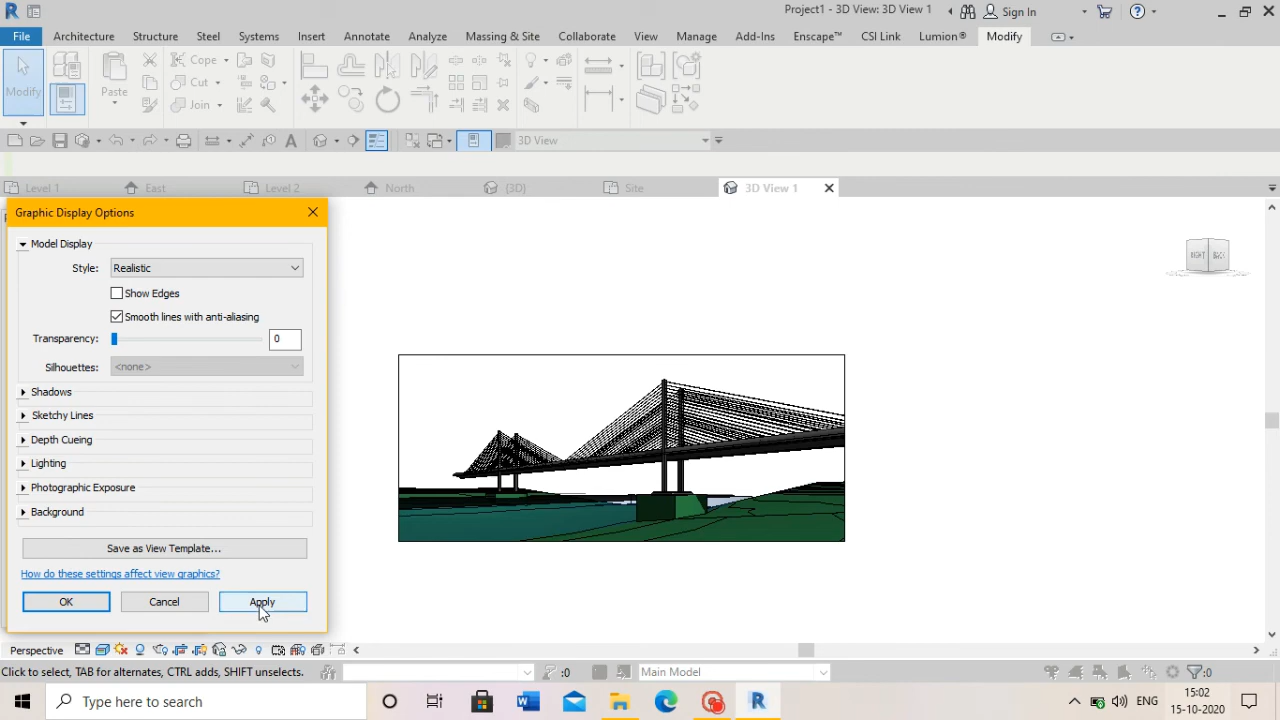 Project1 - 3D View: 3D View 1
Sign In
File Architecture Structure Steel Systems Insert Annotate Analyze Massing & Site Collaborate View Manage Add-Ins Enscape™ CSI Link Lumion® Modify
Modify
Paste
Cope
Cut
Join
3D View
Level 1 East Level 2 North {3D} Site 3D View 1
Graphic Display Options
Model Display
Style: Realistic
Show Edges
Smooth lines with anti-aliasing
Transparency: 0
Silhouettes: <none>
Shadows
Sketchy Lines
Depth Cueing
Lighting
Photographic Exposure
Background
Save as View Template...
How do these settings affect view graphics?
OK Cancel Apply
RIGHT BACK
Perspective
Click to select, TAB for alternates, CTRL adds, SHIFT unselects.
:0
Main Model
:0
Type here to search
ENG
15:02
15-10-2020